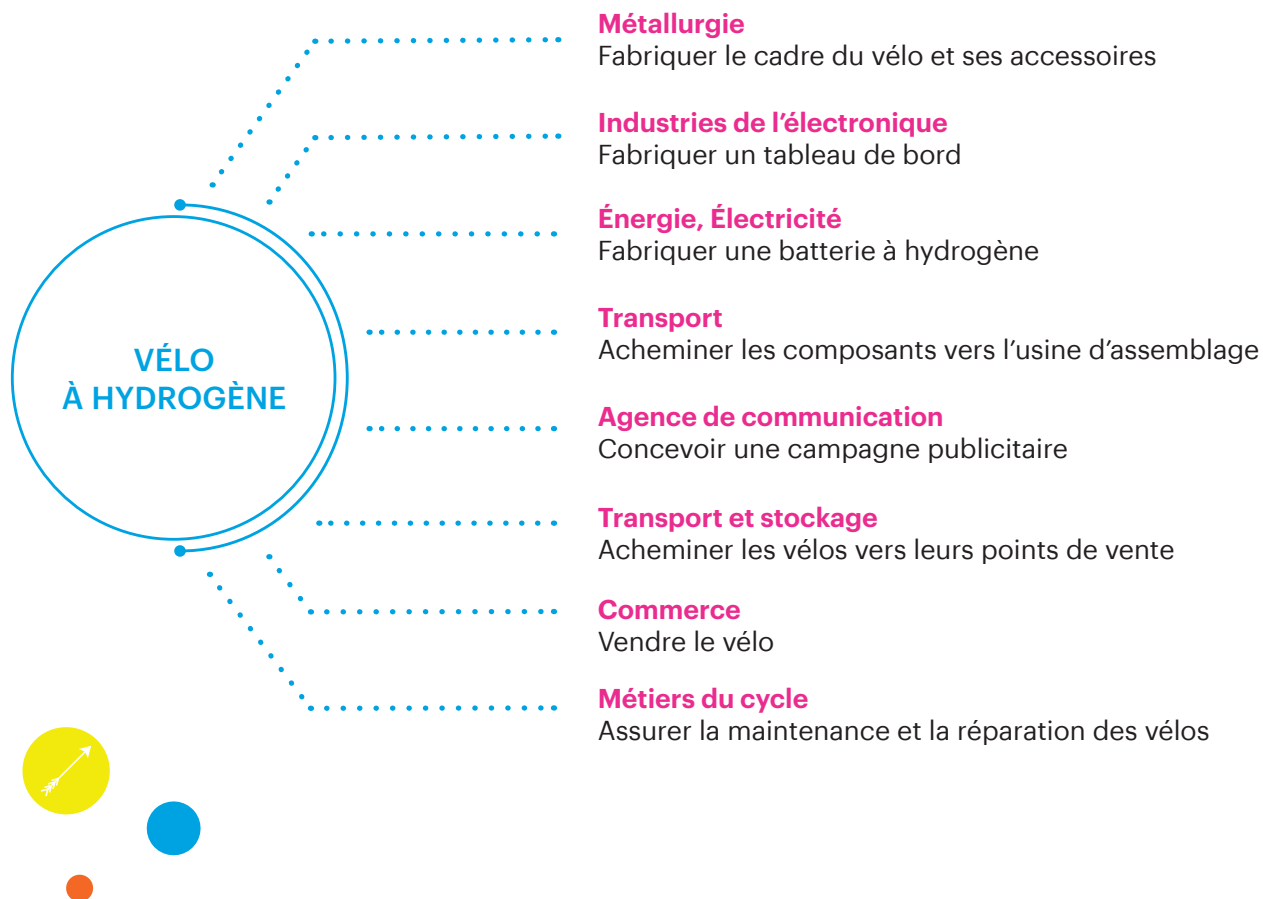 Métallurgie
Fabriquer le cadre du vélo et ses accessoires
Industries de l’électronique
Fabriquer un tableau de bord
Énergie, Électricité
Fabriquer une batterie à hydrogène
Transport
Acheminer les composants vers l’usine d’assemblage
VÉLO
À HYDROGÈNE
Agence de communication
Concevoir une campagne publicitaire
Transport et stockage
Acheminer les vélos vers leurs points de vente
Commerce
Vendre le vélo
Métiers du cycle
Assurer la maintenance et la réparation des vélos